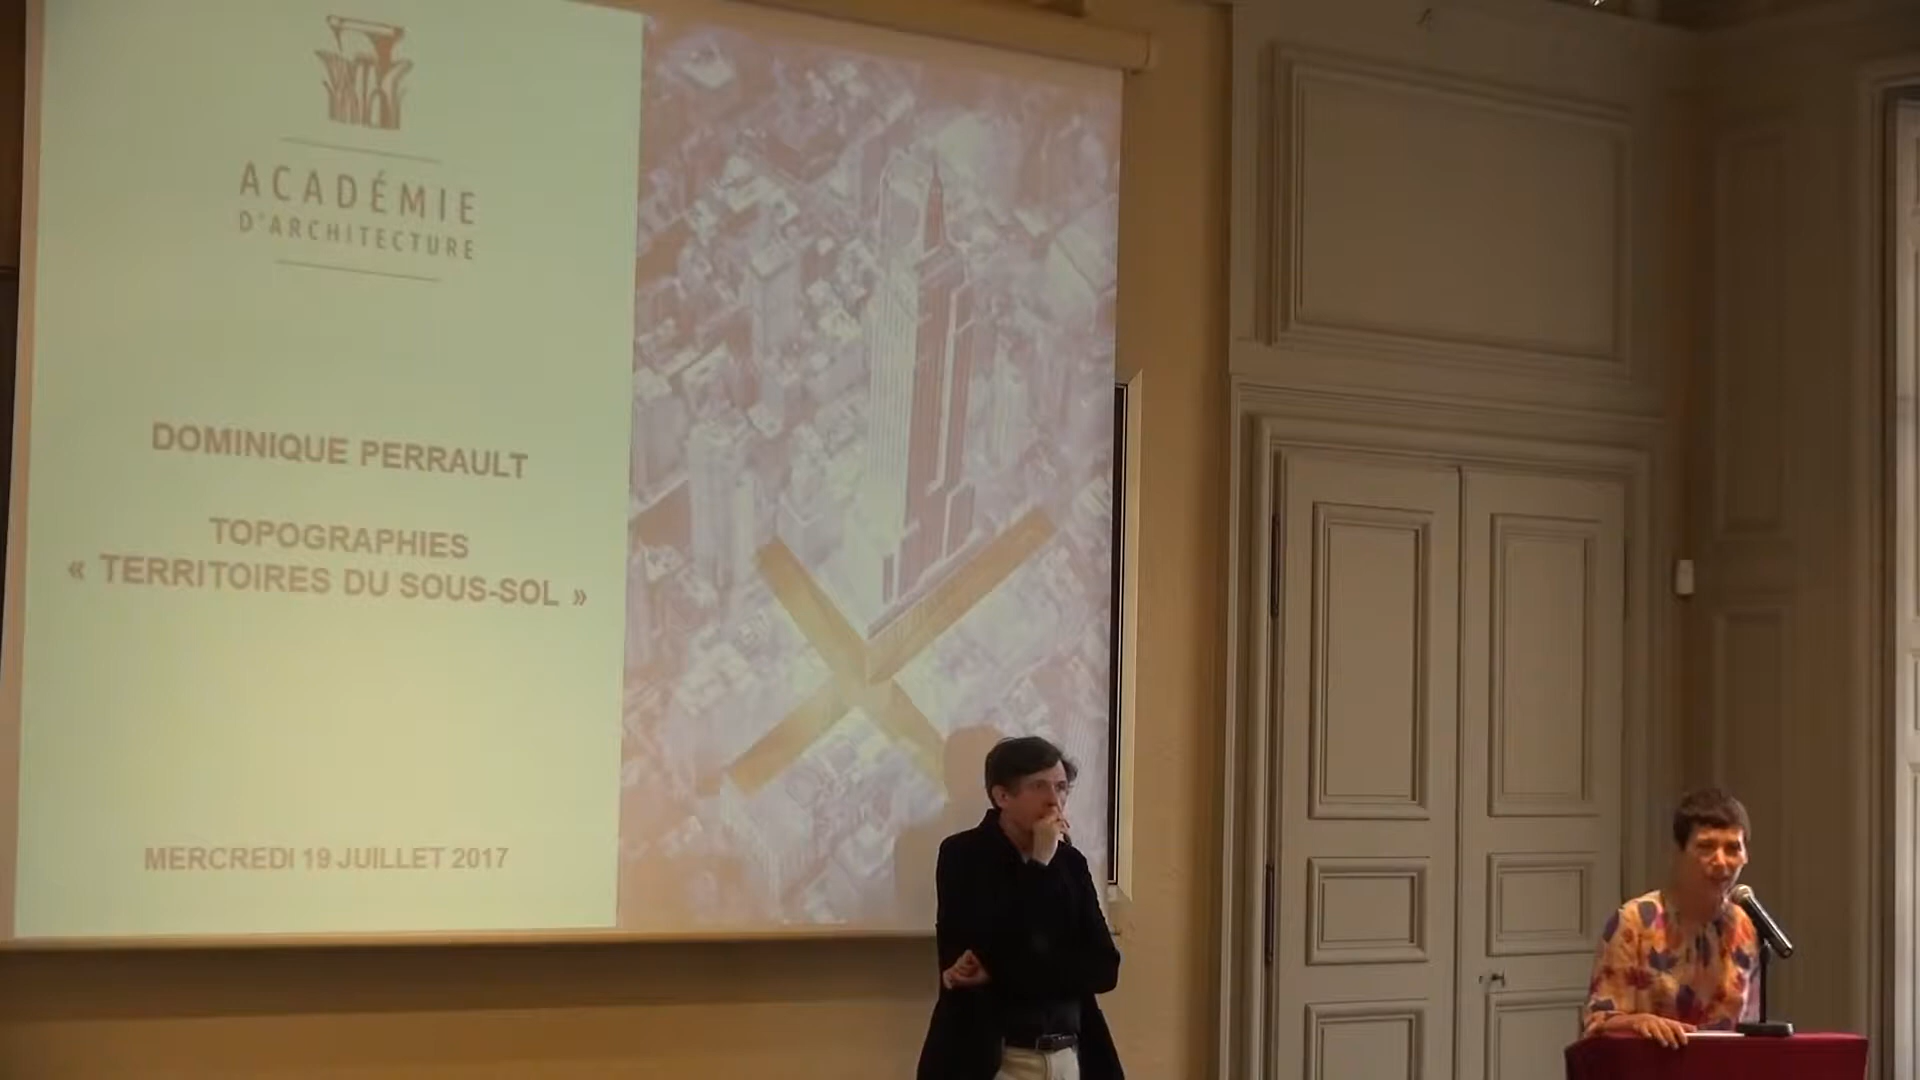 ACADÉMIE
D'ARCHITECTURE
DOMINIQUE PERRAULT
TOPOGRAPHIES
« TERRITOIRES DU SOUS-SOL »
MERCREDI 19 JUILLET 2017